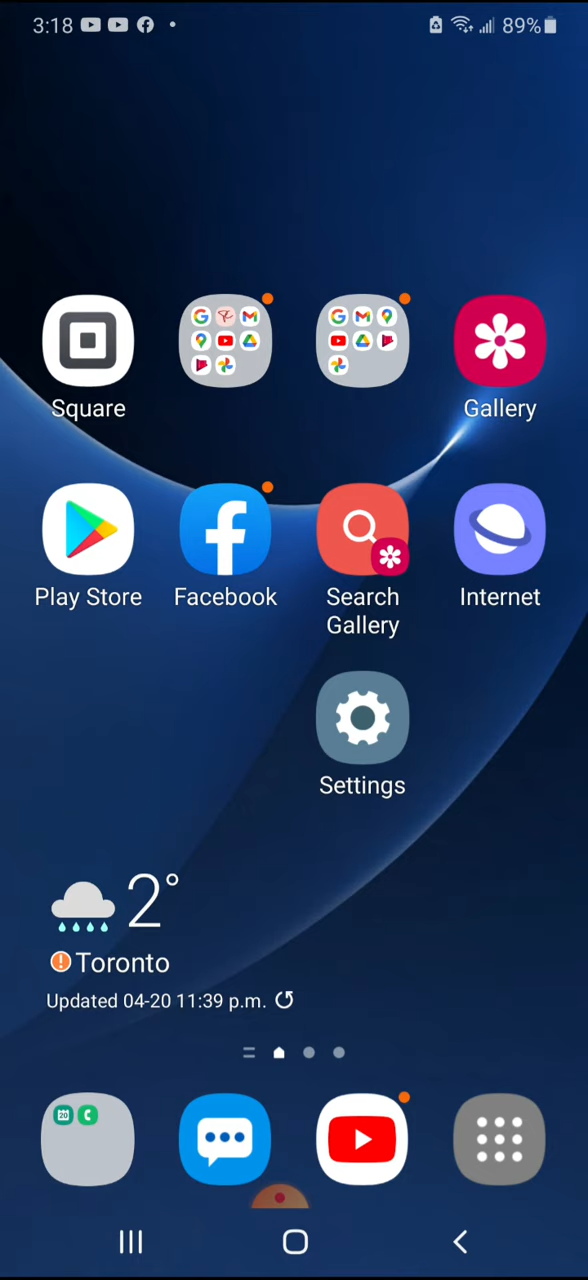 3:18 89%
Square Gallery
Play Store Facebook Search Gallery Internet
Settings
2°
Toronto
Updated 04-20 11:39 p.m.
20